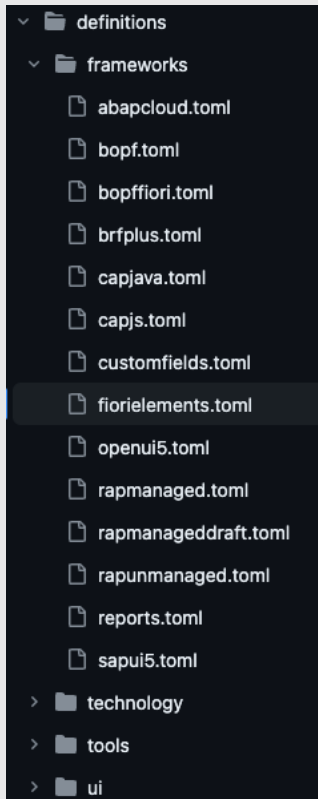 definitions
frameworks
abapcloud.toml
bopf.toml
bopffiori.toml
brfplus.toml
capjava.toml
capjs.toml
customfields.toml
fiorielements.toml
openui5.toml
rapmanaged.toml
rapmanageddraft.toml
rapunmanaged.toml
reports.toml
sapui5.toml
technology
tools
ui